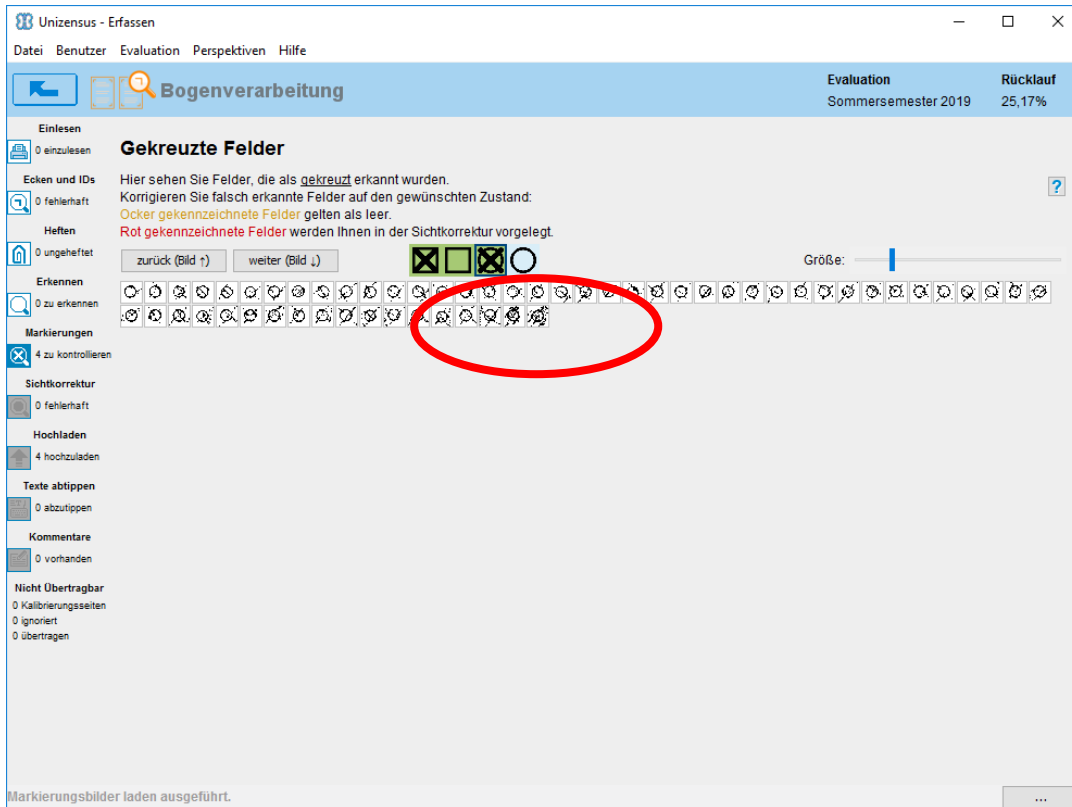 Unizensus - Erfassen
Datei Benutzer Evaluation Perspektiven Hilfe
Bogenverarbeitung
Evaluation
Sommersemester 2019
Rücklauf
25,17%
Einlesen
0 einzulesen
Ecken und IDs
0 fehlerhaft
Heften
0 ungeheftet
Erkennen
0 zu erkennen
Markierungen
4 zu kontrollieren
Sichtkorrektur
0 fehlerhaft
Hochladen
4 hochzuladen
Texte abtippen
0 abzutippen
Kommentare
0 vorhanden
Nicht Übertragbar
0 Kalibrierungsseiten
0 ignoriert
0 übertragen
Gekreuzte Felder
Hier sehen Sie Felder, die als gekreuzt erkannt wurden.
Korrigieren Sie falsch erkannte Felder auf den gewünschten Zustand:
Ocker gekennzeichnete Felder gelten als leer.
Rot gekennzeichnete Felder werden Ihnen in der Sichtkorrektur vorgelegt.
?
zurück (Bild ↑)
weiter (Bild ↓)
Größe:
Markierungsbilder laden ausgeführt.
...